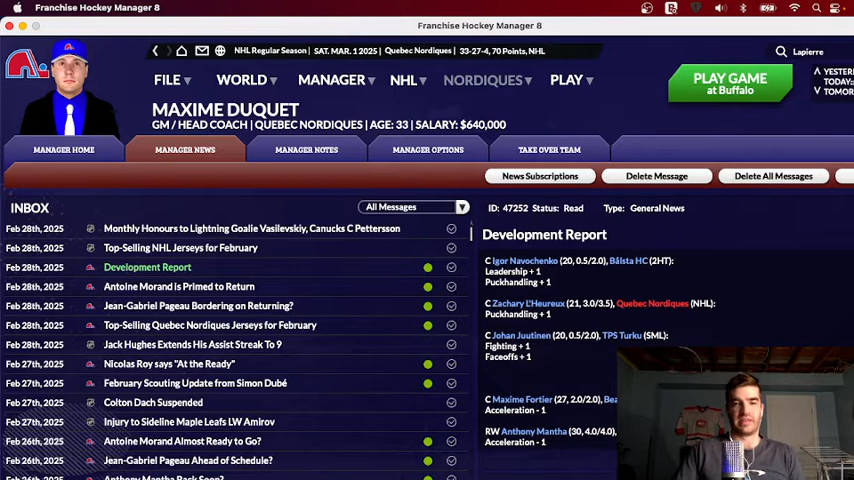 Franchise Hockey Manager 8
Franchise Hockey Manager 8
NHL Regular Season | SAT. MAR. 1 2025 | Quebec Nordiques | 33-27-4, 70 Points, NHL
Lapierre
FILE WORLD MANAGER NHL NORDIQUES PLAY
PLAY GAME
at Buffalo
YESTER
TODAY:
TOMOR
MAXIME DUQUET
GM / HEAD COACH | QUEBEC NORDIQUES | AGE: 33 | SALARY: $640,000
MANAGER HOME MANAGER NEWS MANAGER NOTES MANAGER OPTIONS TAKE OVER TEAM
News Subscriptions Delete Message Delete All Messages
INBOX All Messages
Feb 28th, 2025 Monthly Honours to Lightning Goalie Vasilevskiy, Canucks C Pettersson
Feb 28th, 2025 Top-Selling NHL Jerseys for February
Feb 28th, 2025 Development Report
Feb 28th, 2025 Antoine Morand is Primed to Return
Feb 28th, 2025 Jean-Gabriel Pageau Bordering on Returning?
Feb 28th, 2025 Top-Selling Quebec Nordiques Jerseys for February
Feb 28th, 2025 Jack Hughes Extends His Assist Streak To 9
Feb 27th, 2025 Nicolas Roy says "At the Ready"
Feb 27th, 2025 February Scouting Update from Simon Dubé
Feb 27th, 2025 Colton Dach Suspended
Feb 27th, 2025 Injury to Sideline Maple Leafs LW Amirov
Feb 26th, 2025 Antoine Morand Almost Ready to Go?
Feb 26th, 2025 Jean-Gabriel Pageau Ahead of Schedule?
Feb 26th, 2025 Anthony Mantha Back Soon?
ID: 47252 Status: Read Type: General News
Development Report
C Igor Navochenko (20, 0.5/2.0), Bålsta HC (2HT):
Leadership + 1
Puckhandling + 1
C Zachary L'Heureux (21, 3.0/3.5), Quebec Nordiques (NHL):
Puckhandling + 1
C Johan Juutinen (20, 0.5/2.0), TPS Turku (SML):
Fighting + 1
Faceoffs + 1
C Maxime Fortier (27, 2.0/2.0), Bea
Acceleration - 1
RW Anthony Mantha (30, 4.0/4.0),
Acceleration - 1